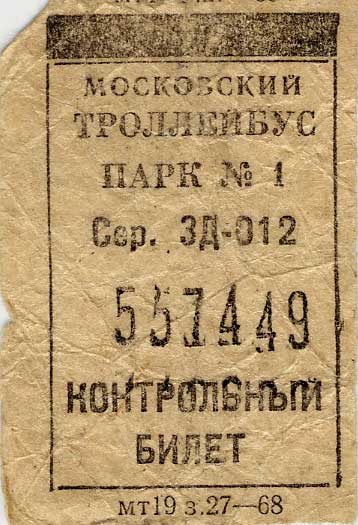 МОСКОВСКИЙ
ТРОЛЛЕЙБУС
ПАРК № 1
Сер. ЗД-012
557449
КОНТРОЛЬНЫЙ
БИЛЕТ
мт19 з.27—68